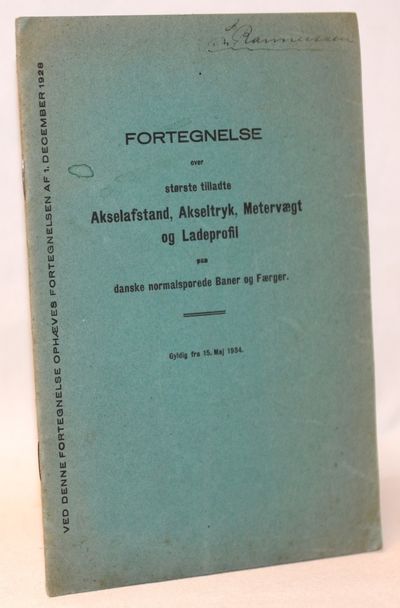 L. Rasmussen
FORTEGNELSE
over
største tilladte
Akselafstand, Akseltryk, Metervægt
og Ladeprofil
paa
danske normalsporede Baner og Færger.
Gyldig fra 15. Maj 1934.
VED DENNE FORTEGNELSE OPHÆVES FORTEGNELSEN AF 1. DECEMBER 1928